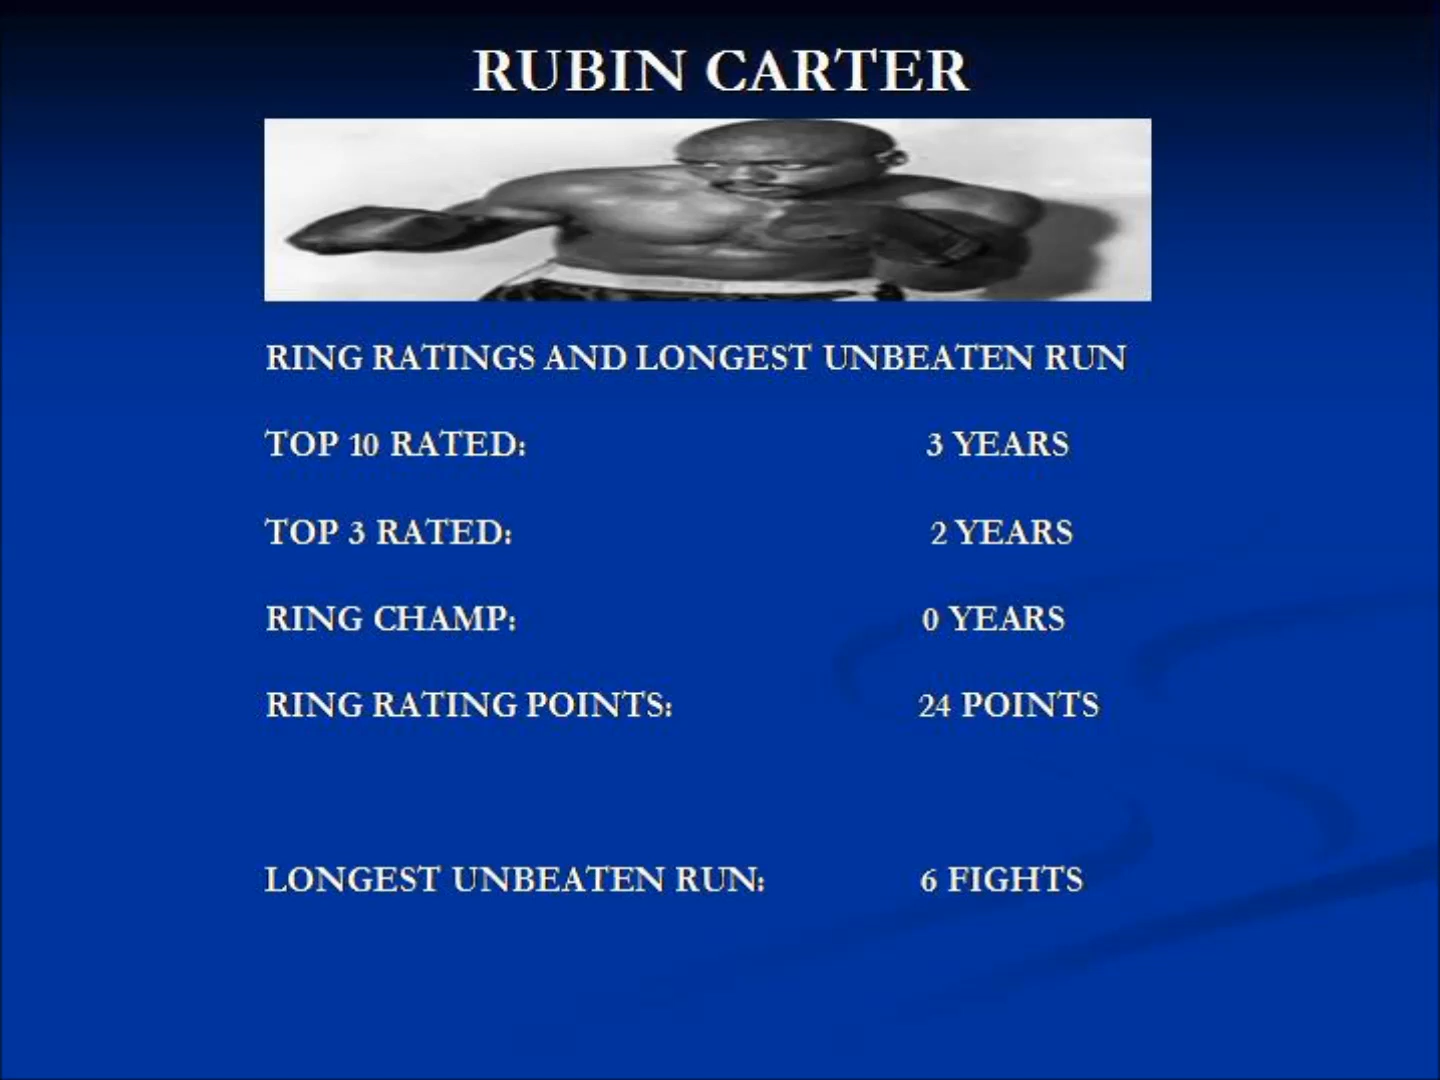 RUBIN CARTER
RING RATINGS AND LONGEST UNBEATEN RUN
TOP 10 RATED: 3 YEARS
TOP 3 RATED: 2 YEARS
RING CHAMP: 0 YEARS
RING RATING POINTS: 24 POINTS
LONGEST UNBEATEN RUN: 6 FIGHTS